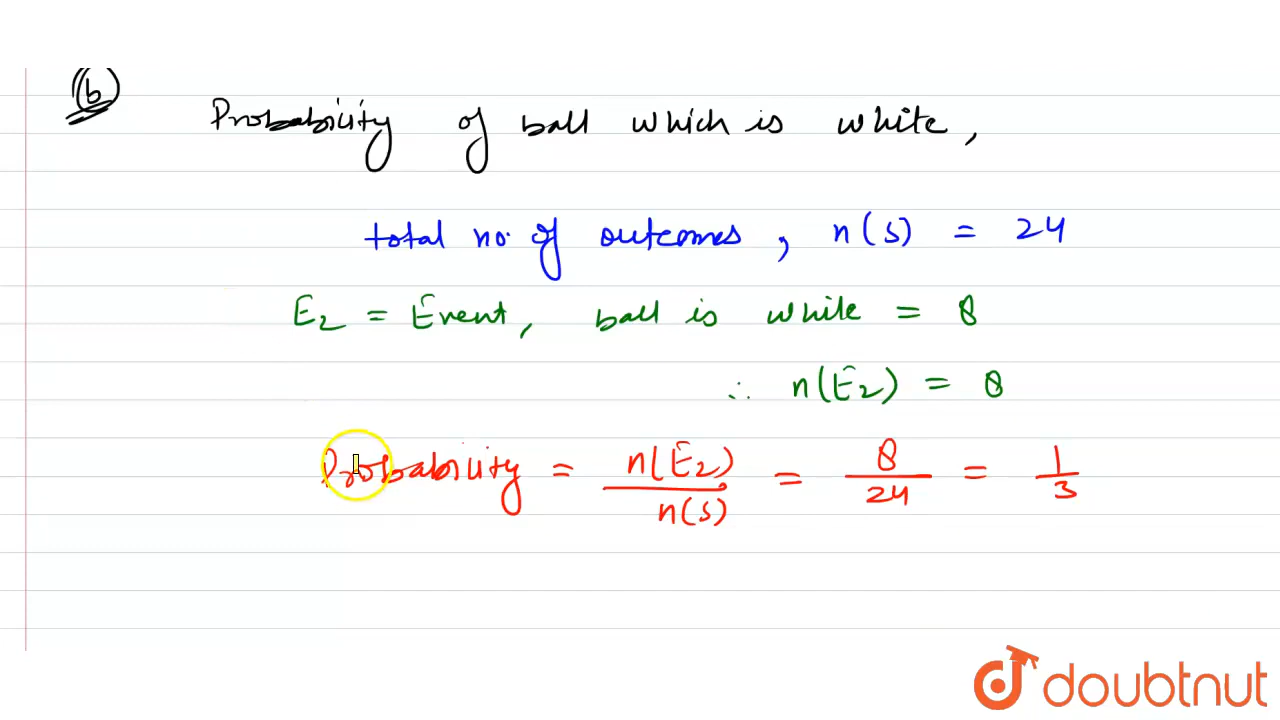 (b)
Probability of ball which is white,
total no. of outcomes, n(S) = 24
E2 = Event, ball is white = 8
∴ n(E2) = 8
Probability = n(E2)/n(S) = 8/24 = 1/3
doubtnut